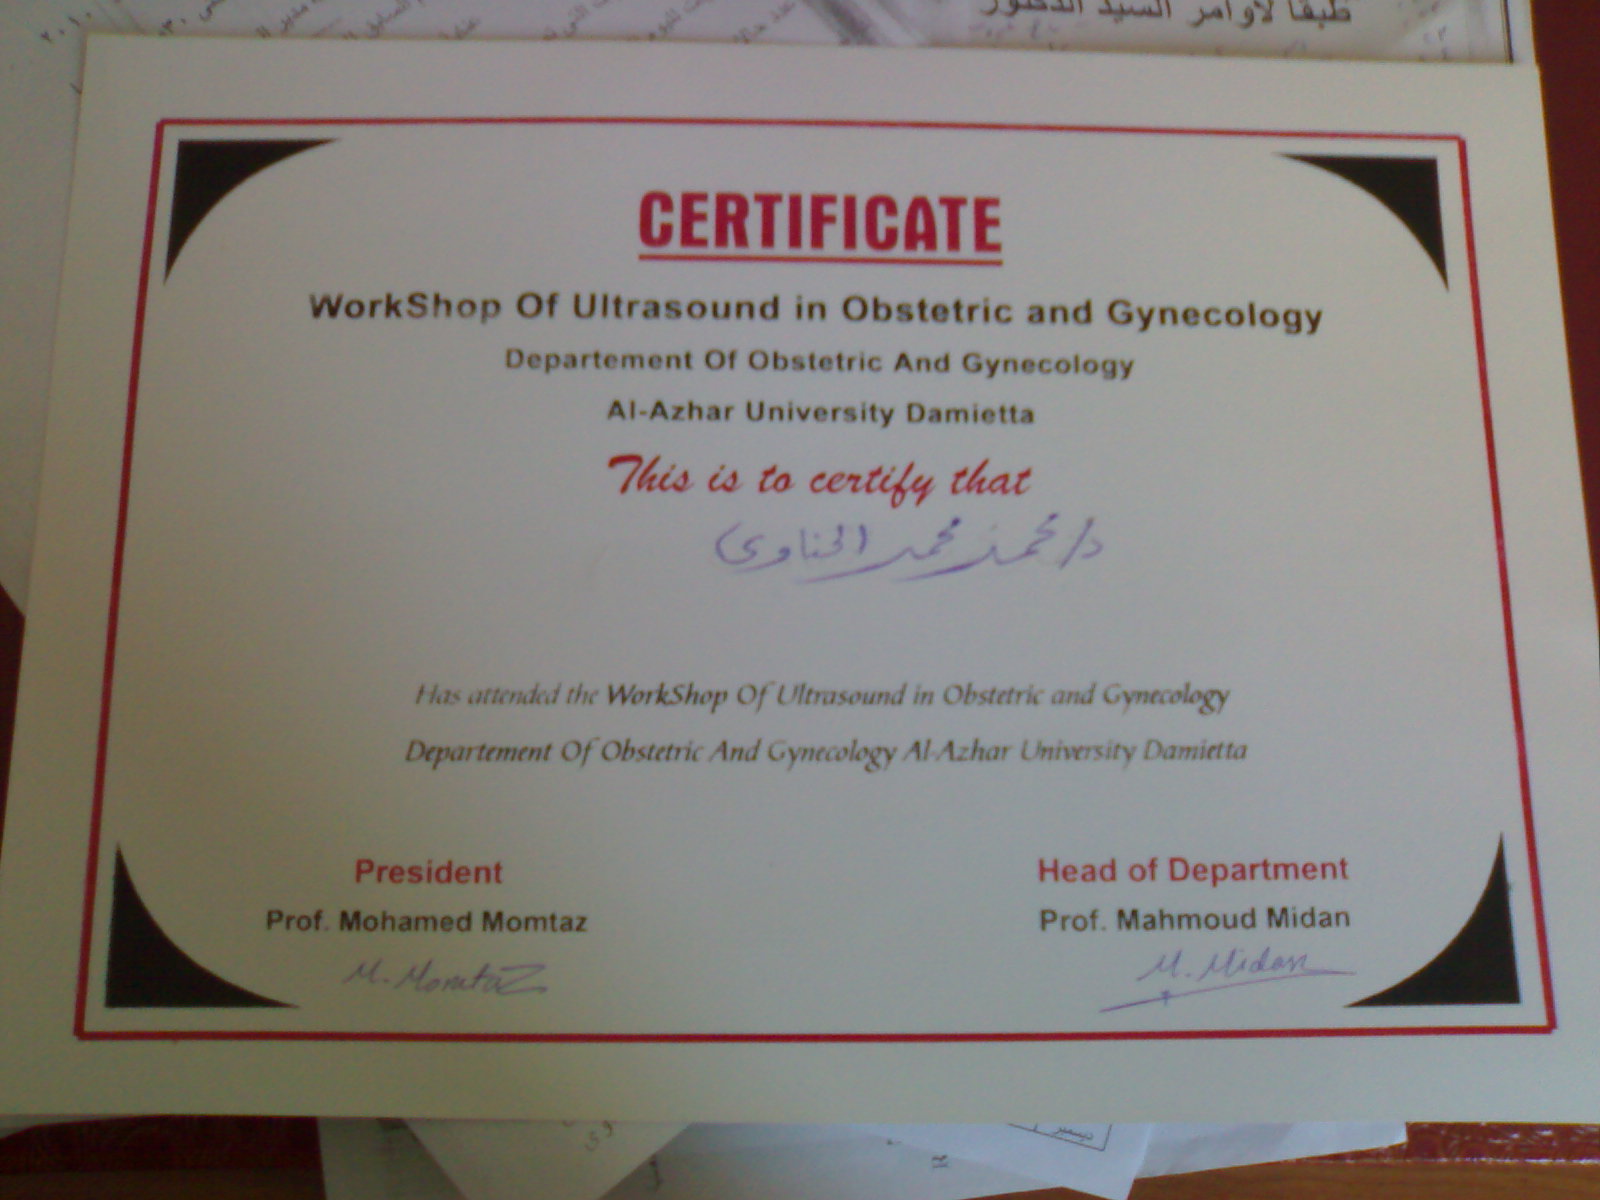 طبقا لأوامر السيد الدكتور
CERTIFICATE
WorkShop Of Ultrasound in Obstetric and Gynecology
Departement Of Obstetric And Gynecology
Al-Azhar University Damietta
This is to certify that
د/ محمد محمد الحناوى
Has attended the WorkShop Of Ultrasound in Obstetric and Gynecology
Departement Of Obstetric And Gynecology Al-Azhar University Damietta
President
Prof. Mohamed Momtaz
M. Momtaz
Head of Department
Prof. Mahmoud Midan
M. Midan